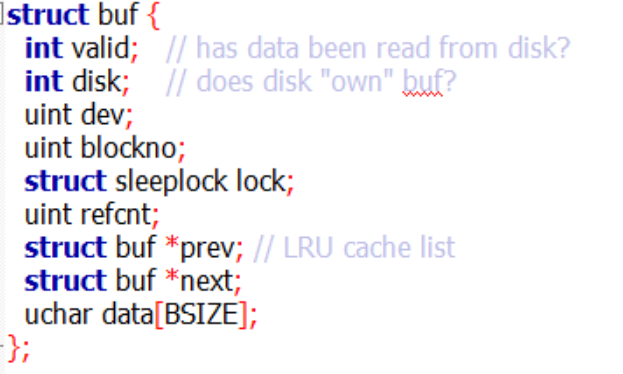 struct buf {
int valid; // has data been read from disk?
int disk; // does disk "own" buf?
uint dev;
uint blockno;
struct sleeplock lock;
uint refcnt;
struct buf *prev; // LRU cache list
struct buf *next;
uchar data[BSIZE];
};